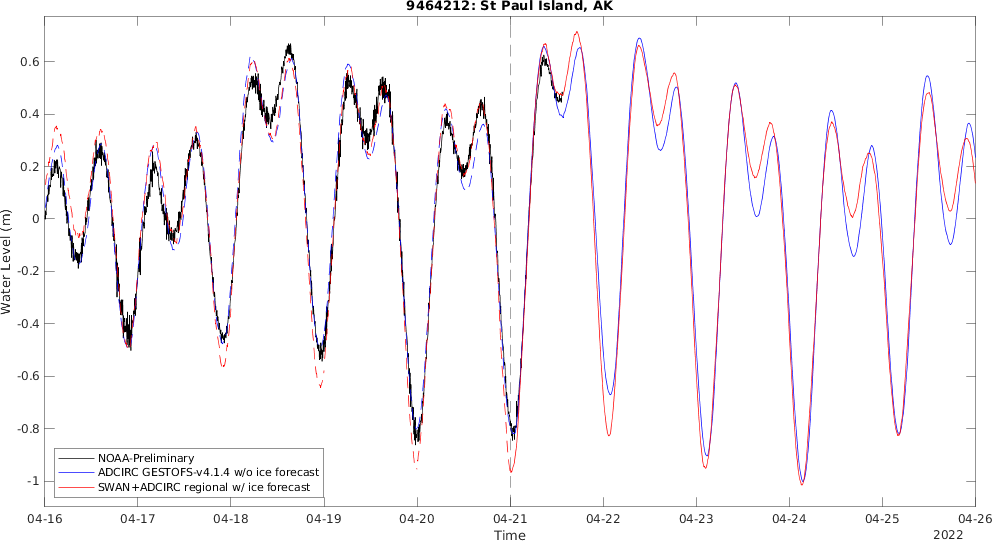 9464212: St Paul Island, AK
Water Level (m)
0.6
0.4
0.2
0
-0.2
-0.4
-0.6
-0.8
-1
NOAA-Preliminary
ADCIRC GESTOFS-v4.1.4 w/o ice forecast
SWAN+ADCIRC regional w/ ice forecast
04-16 04-17 04-18 04-19 04-20 04-21 04-22 04-23 04-24 04-25 04-26
Time
2022